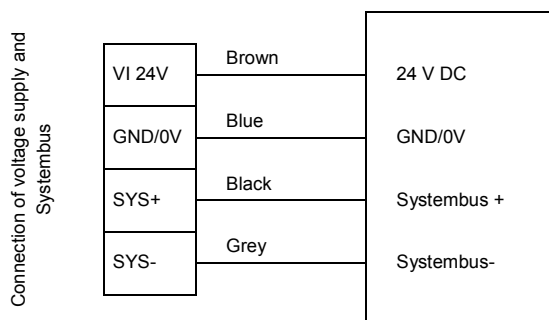 Connection of voltage supply and
Systembus
VI 24V
Brown
24 V DC
GND/0V
Blue
GND/0V
SYS+
Black
Systembus +
SYS-
Grey
Systembus-